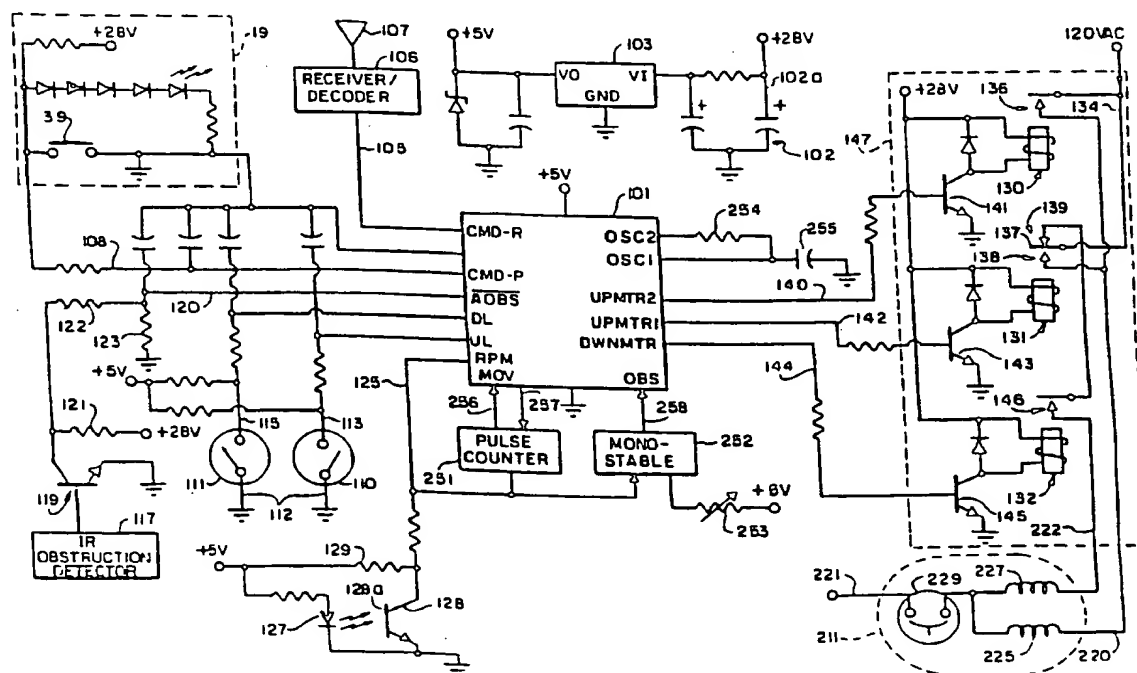 +28V
19
39
107
106
RECEIVER/
DECODER
105
+5V
103
VO VI
GND
+28V
102a
102
120VAC
+28V
136
134
147
130
141
139
137
138
131
143
146
132
145
222
+5V
101
CMD-R
CMD-P
AOBS
DL
UL
RPM
MOV
OSC2
OSC1
UPMTR2
UPMTR1
DWNMTR
OBS
254
255
140
142
144
108
120
122
123
+5V
121
+28V
115
113
111
112
110
119
117
IR
OBSTRUCTION
DETECTOR
125
256
257
258
PULSE
COUNTER
251
MONO-
STABLE
252
+8V
253
+5V
129
128a
128
127
221
229
227
211
225
220